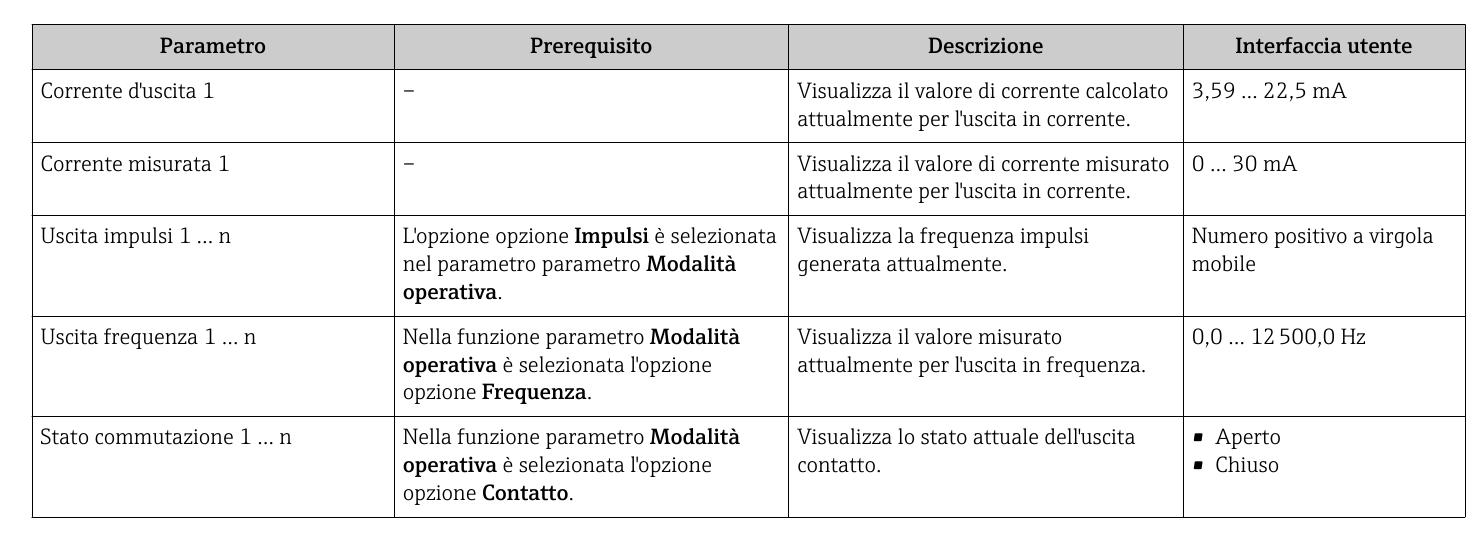 Parametro
Prerequisito
Descrizione
Interfaccia utente
Corrente d'uscita 1
–
Visualizza il valore di corrente calcolato
attualmente per l'uscita in corrente.
3,59 … 22,5 mA
Corrente misurata 1
–
Visualizza il valore di corrente misurato
attualmente per l'uscita in corrente.
0 … 30 mA
Uscita impulsi 1 … n
L'opzione opzione Impulsi è selezionata
nel parametro parametro Modalità
operativa.
Visualizza la frequenza impulsi
generata attualmente.
Numero positivo a virgola
mobile
Uscita frequenza 1 … n
Nella funzione parametro Modalità
operativa è selezionata l'opzione
opzione Frequenza.
Visualizza il valore misurato
attualmente per l'uscita in frequenza.
0,0 … 12 500,0 Hz
Stato commutazione 1 … n
Nella funzione parametro Modalità
operativa è selezionata l'opzione
opzione Contatto.
Visualizza lo stato attuale dell'uscita
contatto.
▪ Aperto
▪ Chiuso